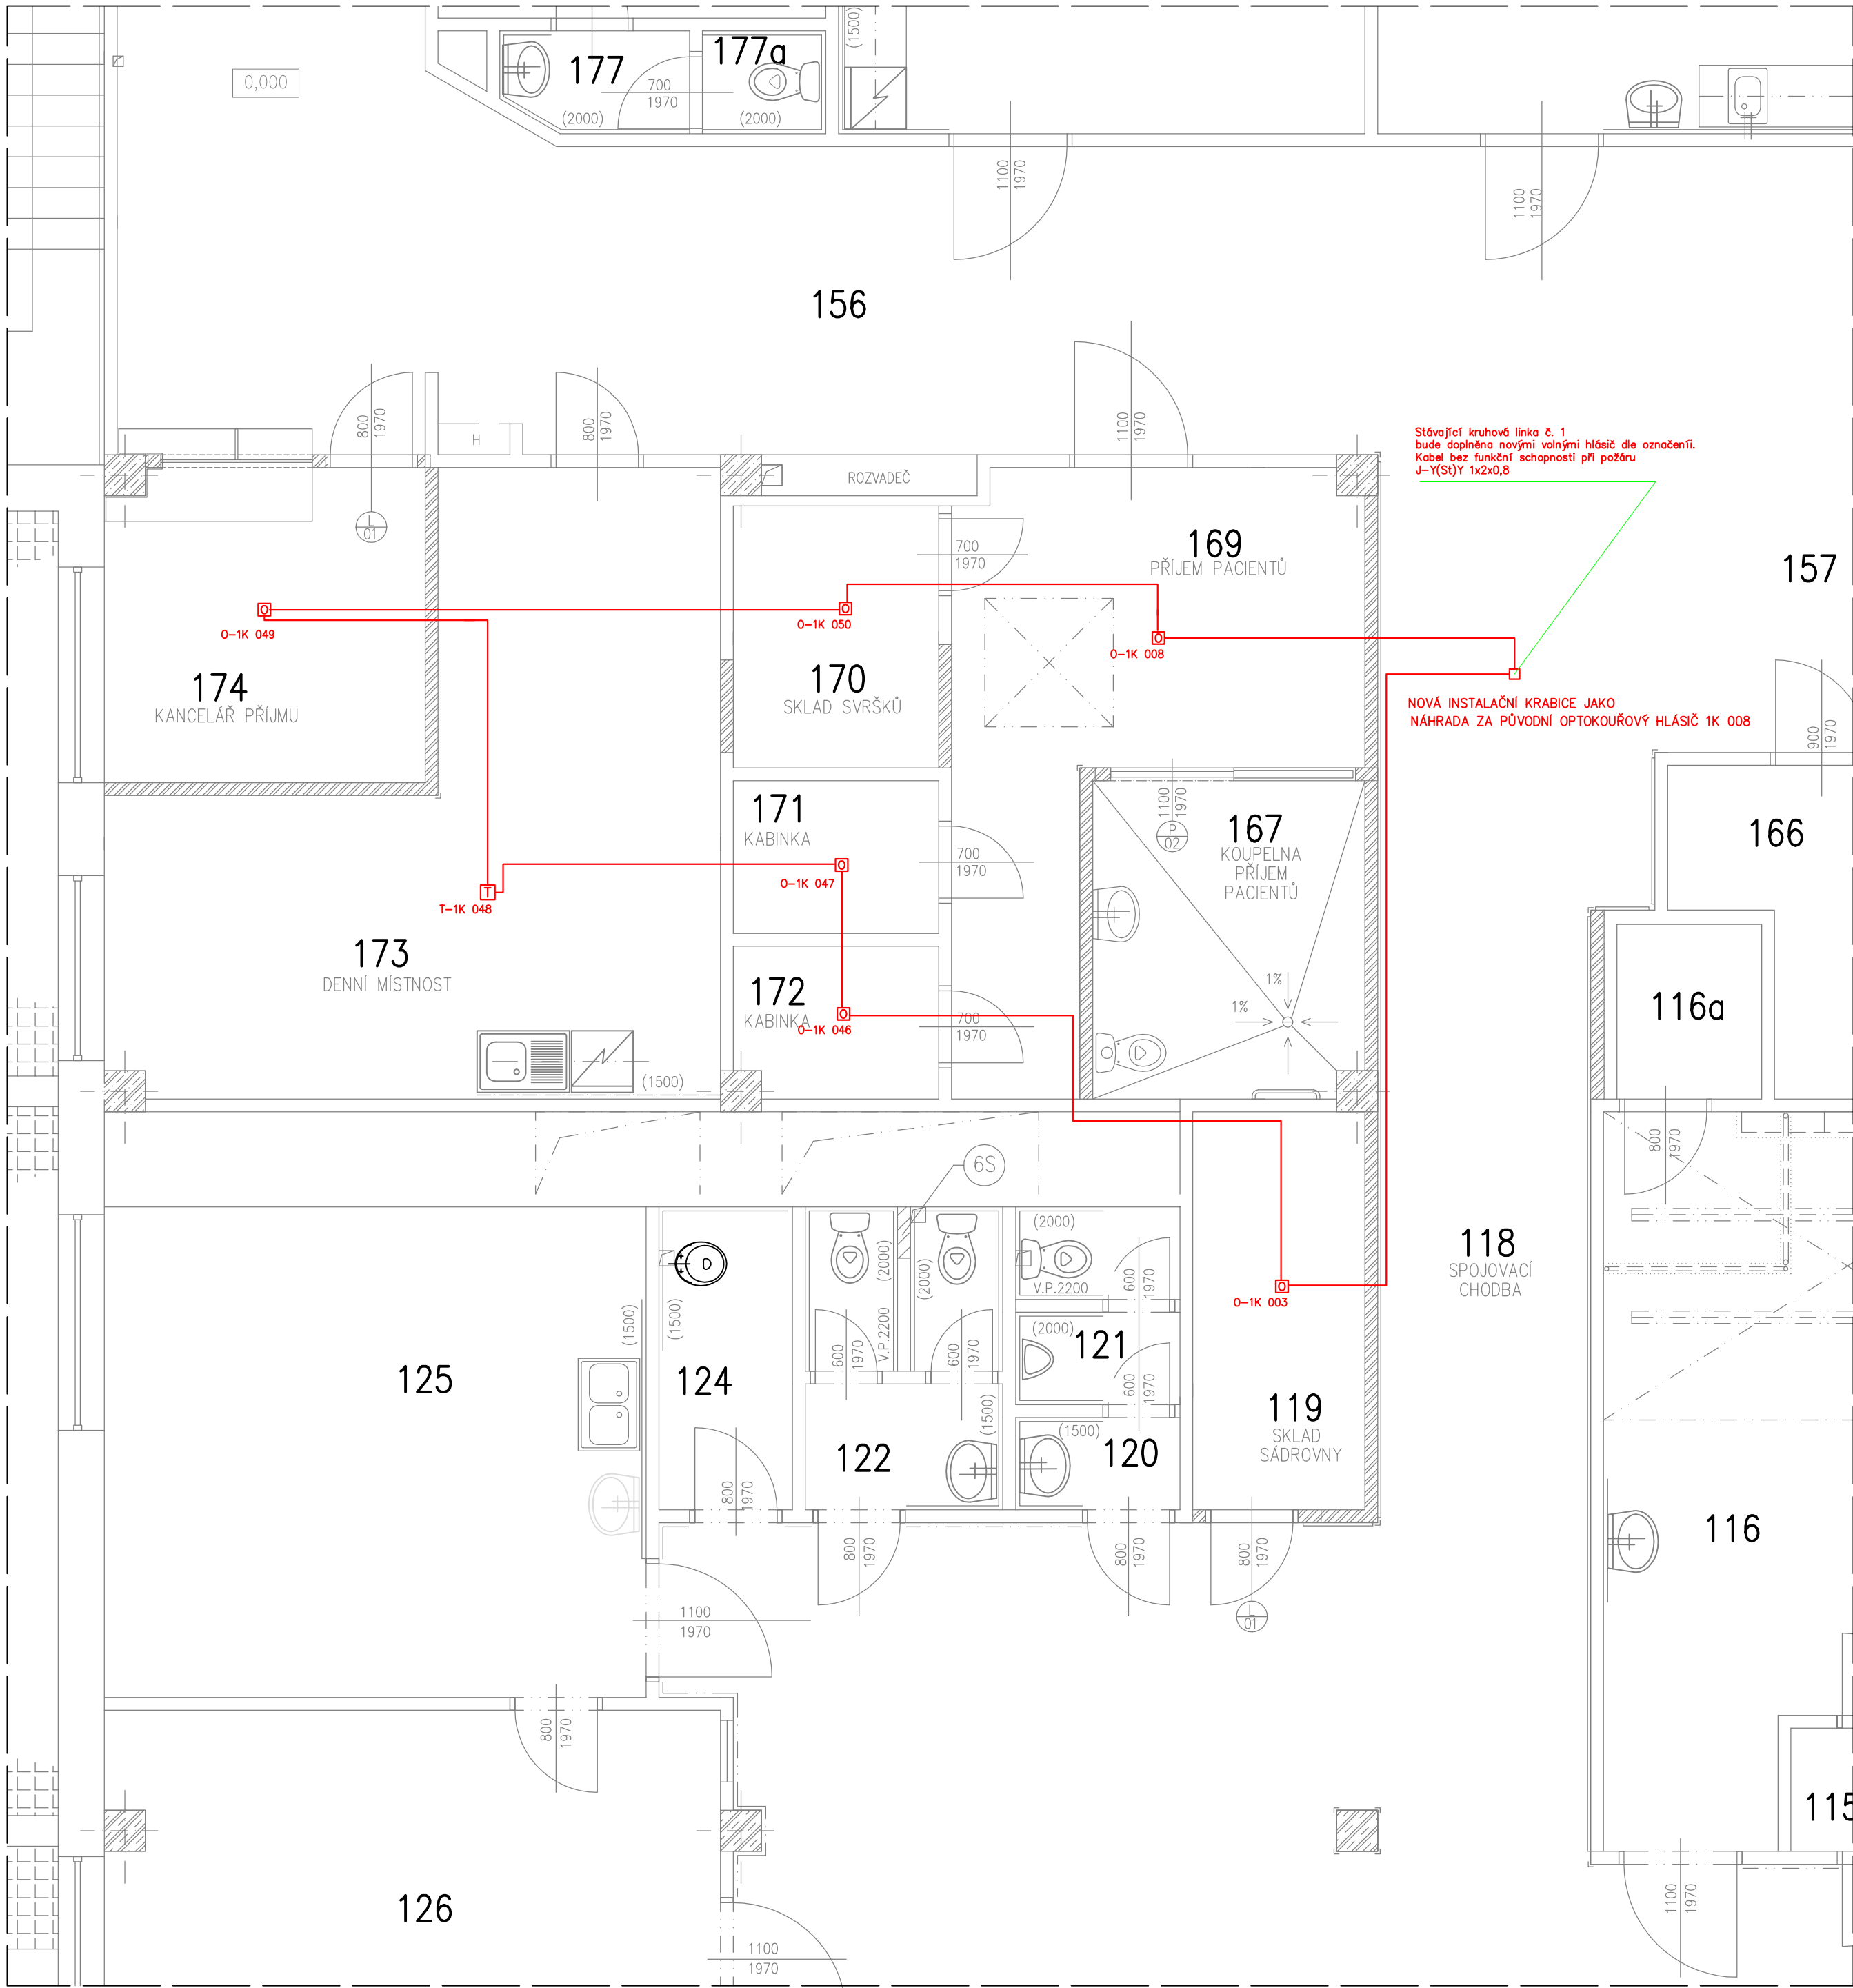 (1500)
177
177a
0,000
700
1970
(2000)
(2000)
1100
1970
1100
1970
156
800
1970
800
1970
1100
1970
H
Stávající kruhová linka č. 1
bude doplněna novými volnými hlásič dle označeníi.
Kabel bez funkční schopnosti při požáru
J-Y(St)Y 1x2x0,8
ROZVADEČ
L
01
700
1970
169
PŘÍJEM PACIENTŮ
157
O
O-1K 049
O
O-1K 050
O
O-1K 008
174
KANCELÁŘ PŘÍJMU
170
SKLAD SVRŠKŮ
NOVÁ INSTALAČNÍ KRABICE JAKO
NÁHRADA ZA PŮVODNÍ OPTOKOUŘOVÝ HLÁSIČ 1K 008
900
1970
1100
1970
P
02
171
KABINKA
700
1970
167
KOUPELNA
PŘÍJEM
PACIENTŮ
166
O
O-1K 047
T
T-1K 048
173
DENNÍ MÍSTNOST
172
KABINKA
O
O-1K 046
700
1970
1%
1%
116a
(1500)
800
1970
6S
(2000)
(2000)
(2000)
V.P.2200
600
1970
118
SPOJOVACÍ
CHODBA
O
O-1K 003
(1500)
(1500)
600
1970
V.P.2200
600
1970
(2000)
121
600
1970
125
124
(1500)
119
SKLAD
SÁDROVNY
122
(1500)
120
800
1970
116
800
1970
800
1970
800
1970
L
01
1100
1970
800
1970
115
126
1100
1970
1100
1970